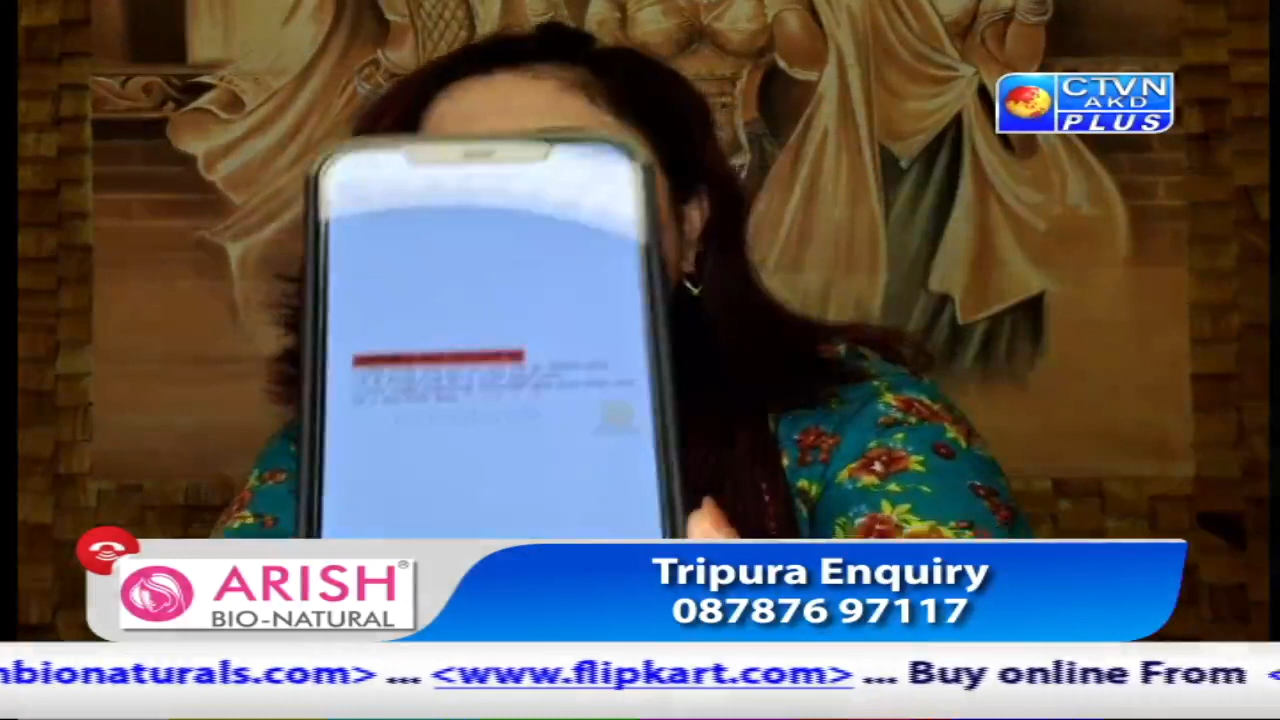 CTVN
AKD
PLUS
ARISH®
BIO-NATURAL
Tripura Enquiry
087876 97117
nbionaturals.com> ... <www.flipkart.com> ... Buy online From <